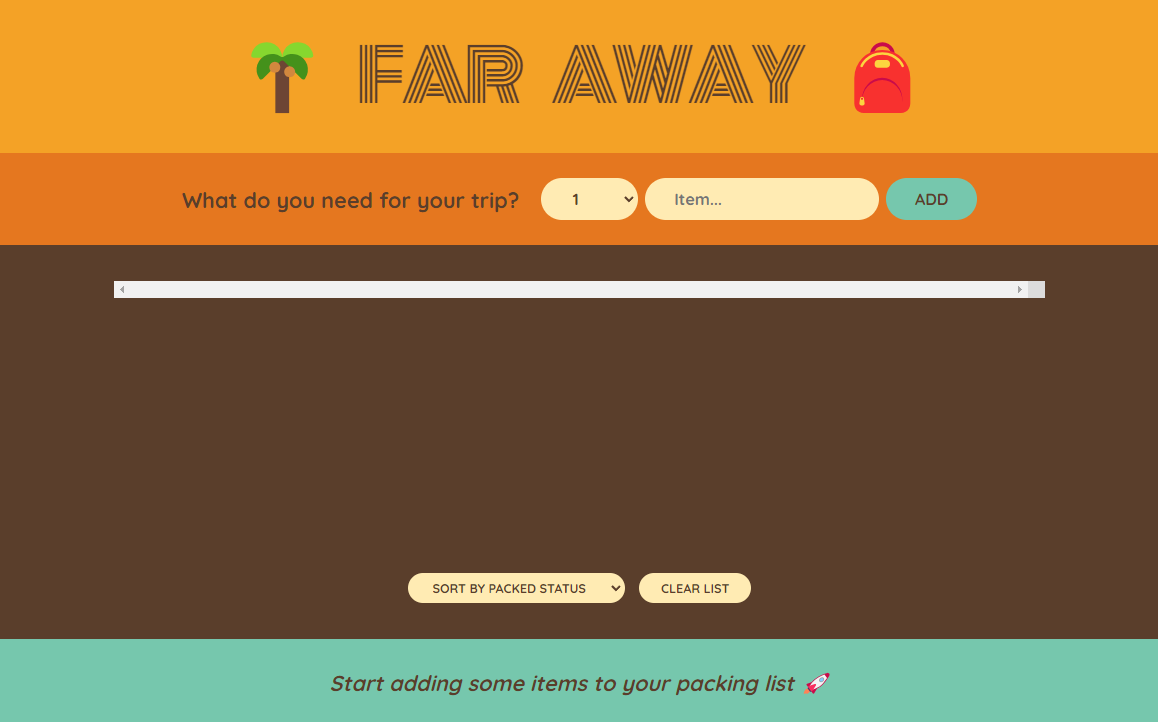 FAR AWAY
What do you need for your trip? 1 Item... ADD
SORT BY PACKED STATUS CLEAR LIST
Start adding some items to your packing list 🚀